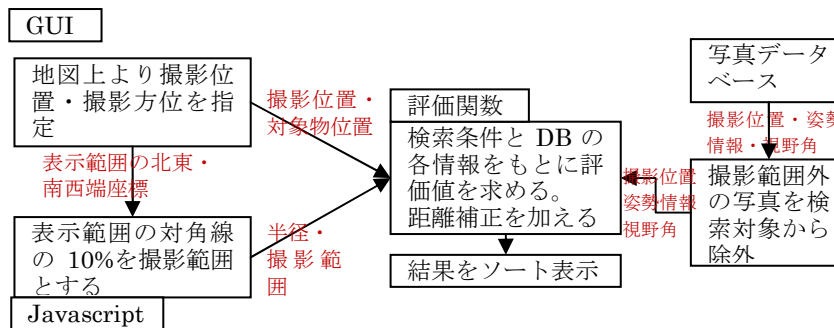 GUI
地図上より撮影位
置・撮影方位を指
定
表示範囲の北東・
南西端座標
表示範囲の対角線
の 10%を撮影範囲
とする
Javascript
撮影位置・
対象物位置
半径・
撮影範
囲
評価関数
検索条件と DB の
各情報をもとに評
価値を求める。
距離補正を加える
結果をソート表示
写真データ
ベース
撮影位置・姿勢
情報・視野角
撮影位置
姿勢情報
視野角
撮影範囲外
の写真を検
索対象から
除外